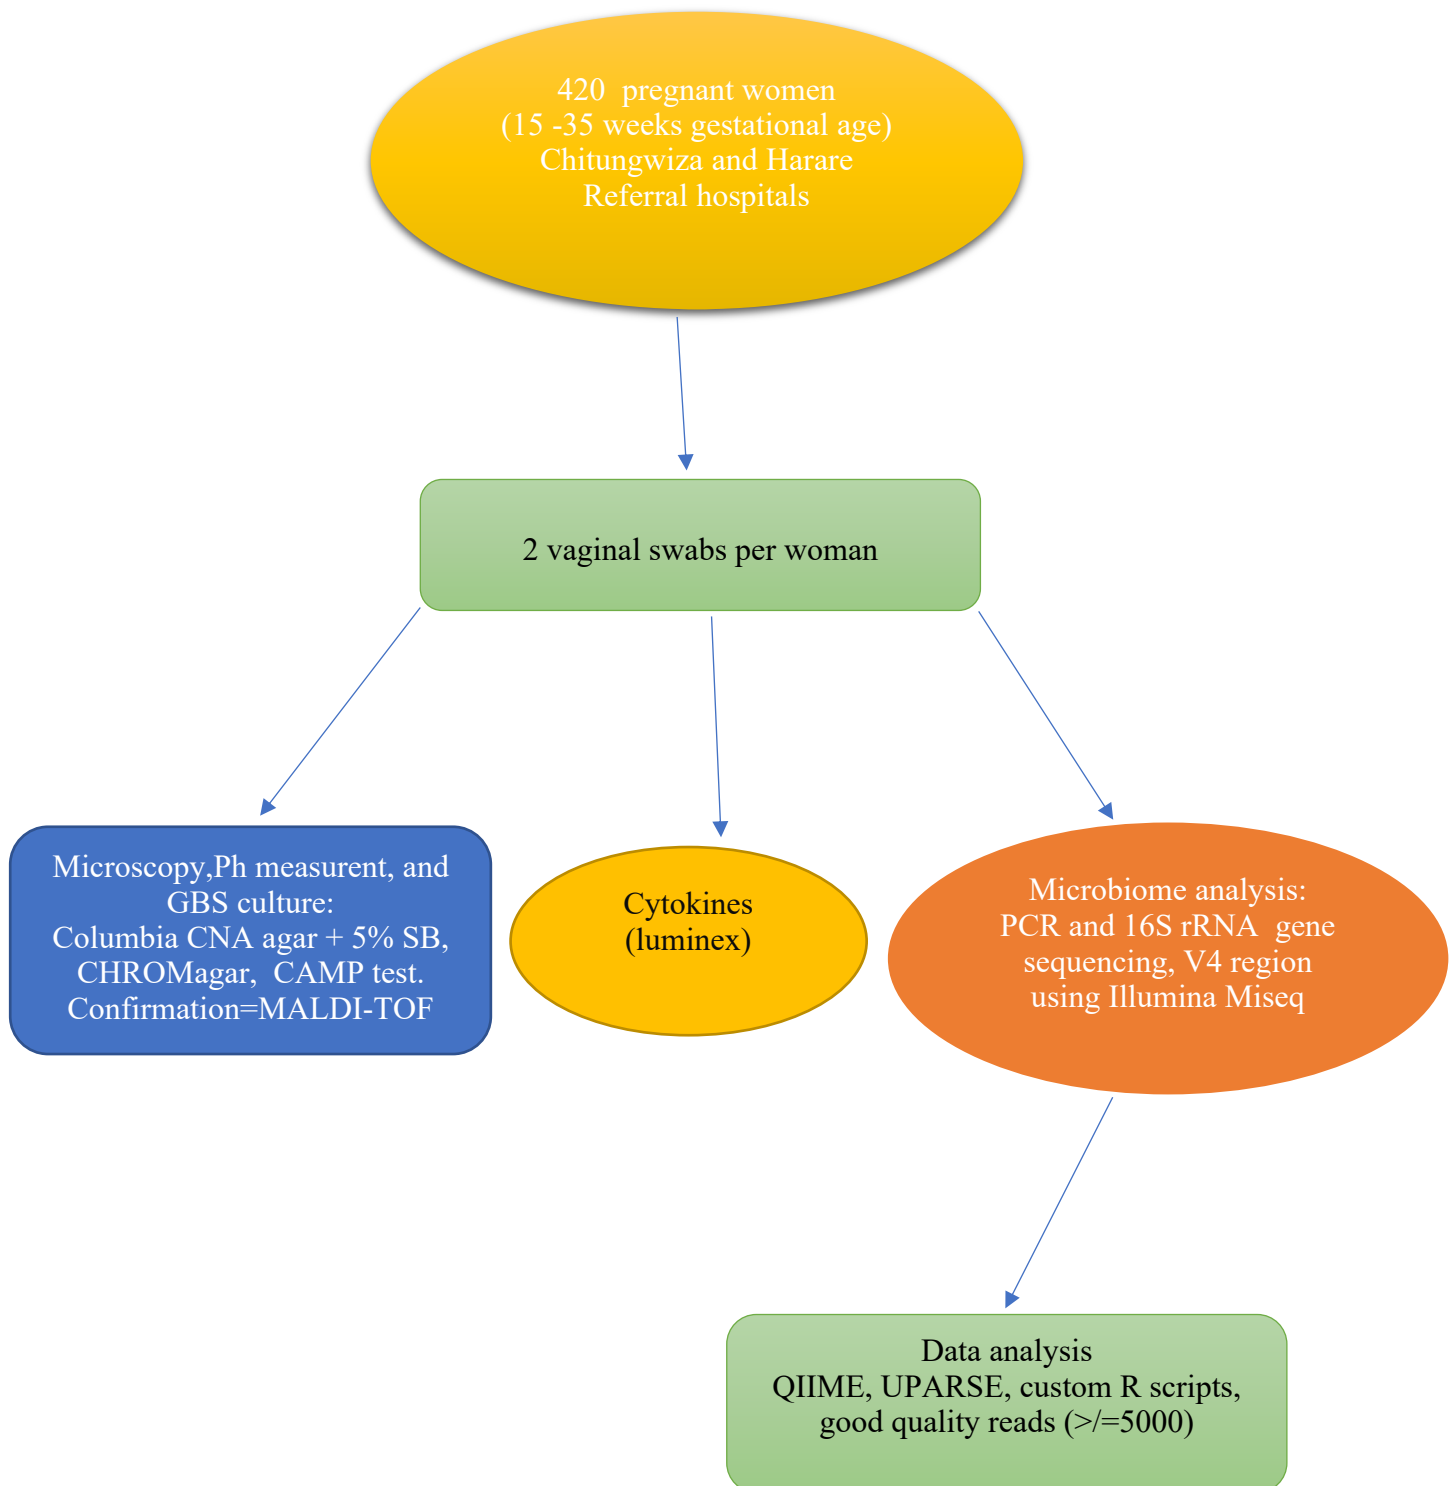 420 pregnant women
(15 -35 weeks gestational age)
Chitungwiza and Harare
Referral hospitals
2 vaginal swabs per woman
Microscopy,Ph measurent, and
GBS culture:
Columbia CNA agar + 5% SB,
CHROMagar, CAMP test.
Confirmation=MALDI-TOF
Cytokines
(luminex)
Microbiome analysis:
PCR and 16S rRNA gene
sequencing, V4 region
using Illumina Miseq
Data analysis
QIIME, UPARSE, custom R scripts,
good quality reads (>/=5000)